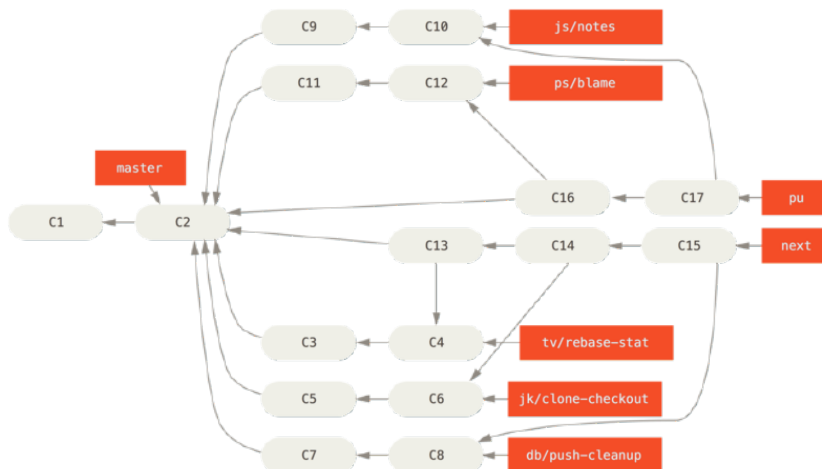 C9 C10 js/notes
C11 C12 ps/blame
master
C16 C17 pu
C1 C2
C13 C14 C15 next
C3 C4 tv/rebase-stat
C5 C6 jk/clone-checkout
C7 C8 db/push-cleanup